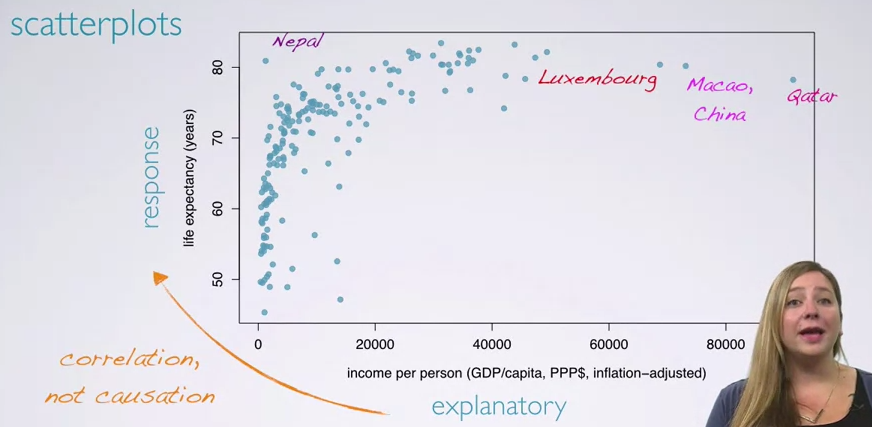 scatterplots
Nepal
Luxembourg
Macao,
China
Qatar
response
life expectancy (years)
80
70
60
50
0 20000 40000 60000 80000
income per person (GDP/capita, PPP$, inflation−adjusted)
explanatory
correlation,
not causation